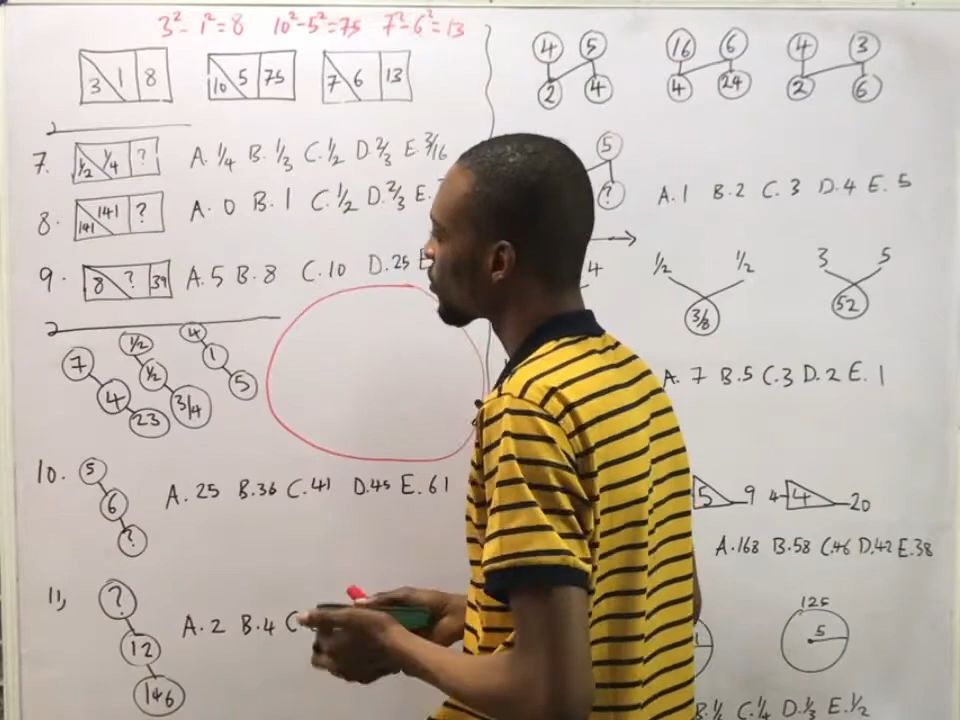 3²-1²=8 10²-5²=75 7²-6²=13
3 1 8 10 5 75 7 6 13
7. ½ ¼ ? A. ¼ B. ⅓ C. ½ D. ⅔ E. 3/16
8. 141 141 ? A. 0 B. 1 C. ½ D. ⅔ E.
9. 8 ? 39 A. 5 B. 8 C. 10 D. 25
7 4 23
½ ½ 3/4
4 1 5
10. 5 6 ? A. 25 B. 36 C. 41 D. 45 E. 61
11, ? 12 146 A. 2 B. 4 C
4 5 16 6 4 3
2 4 4 24 2 6
5
? A. 1 B. 2 C. 3 D. 4 E. 5
4 ½ ½ 3 5
3/8 52
A. 7 B. 5 C. 3 D. 2 E. 1
5 9 4 4 20
A. 168 B. 58 C. 46 D. 42 E. 38
125
5
B. ½ C. ¼ D. ⅓ E. ½